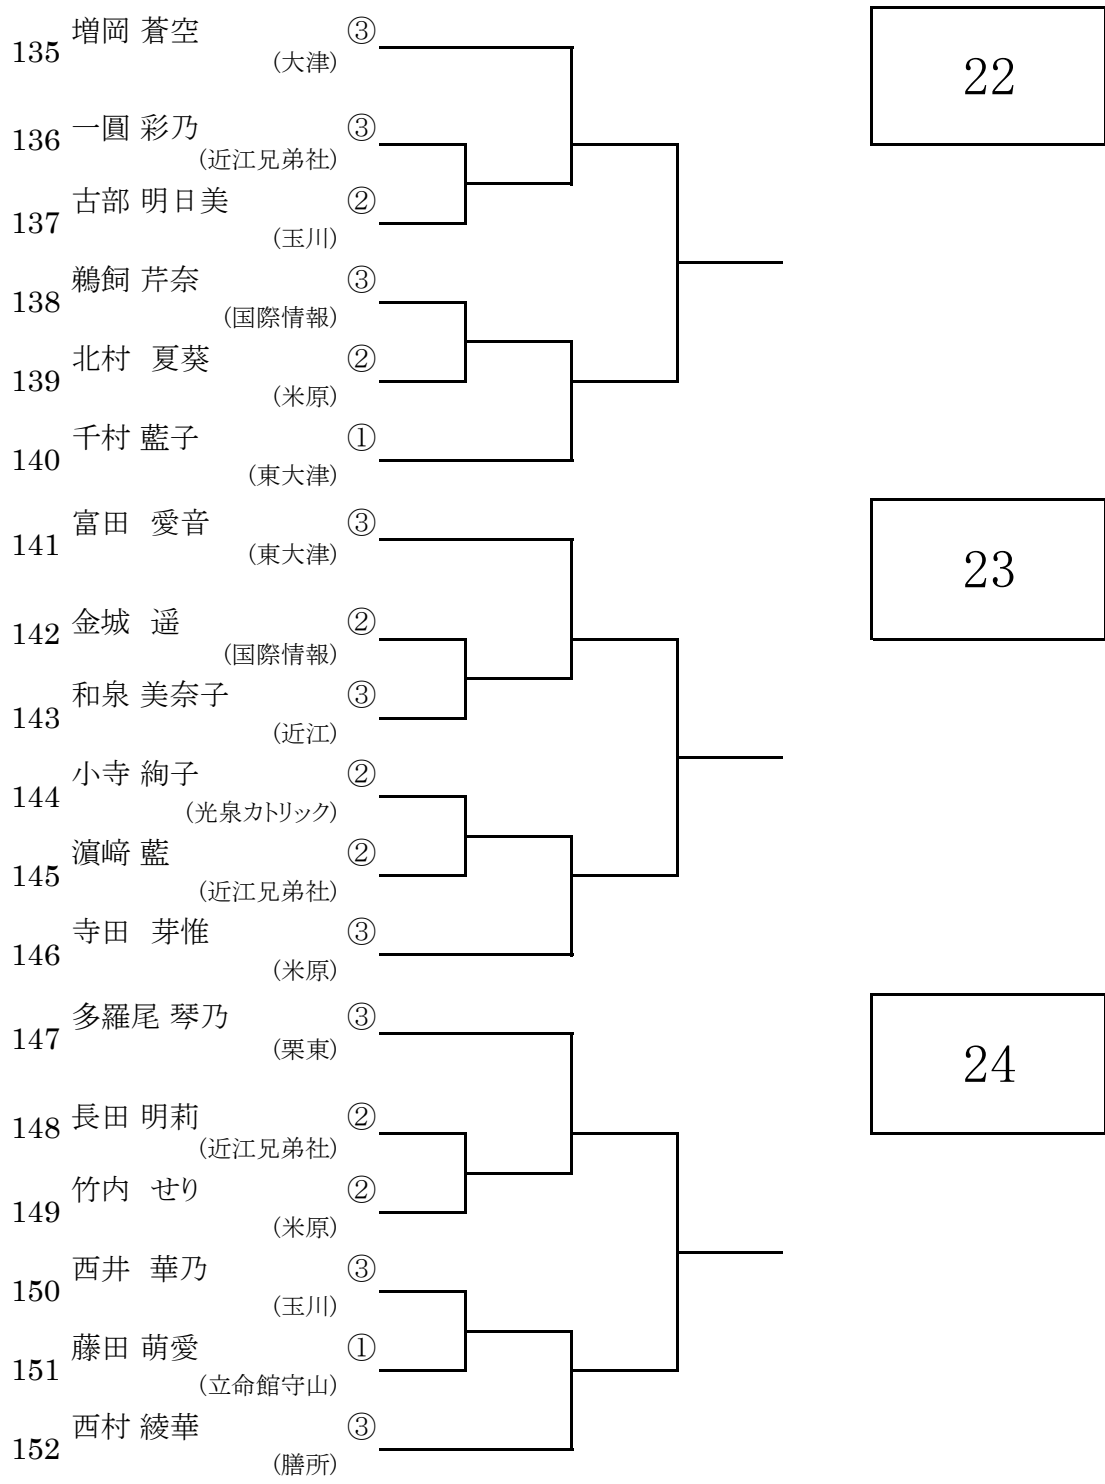 135 増岡 蒼空 ③
(大津)
22
136 一圓 彩乃 ③
(近江兄弟社)
137 古部 明日美 ②
(玉川)
138 鵜飼 芹奈 ③
(国際情報)
139 北村 夏葵 ②
(米原)
140 千村 藍子 ①
(東大津)
141 富田 愛音 ③
(東大津)
23
142 金城 遥 ②
(国際情報)
143 和泉 美奈子 ③
(近江)
144 小寺 絢子 ②
(光泉カトリック)
145 濵﨑 藍 ②
(近江兄弟社)
146 寺田 芽惟 ③
(米原)
147 多羅尾 琴乃 ③
(栗東)
24
148 長田 明莉 ②
(近江兄弟社)
149 竹内 せり ②
(米原)
150 西井 華乃 ③
(玉川)
151 藤田 萌愛 ①
(立命館守山)
152 西村 綾華 ③
(膳所)